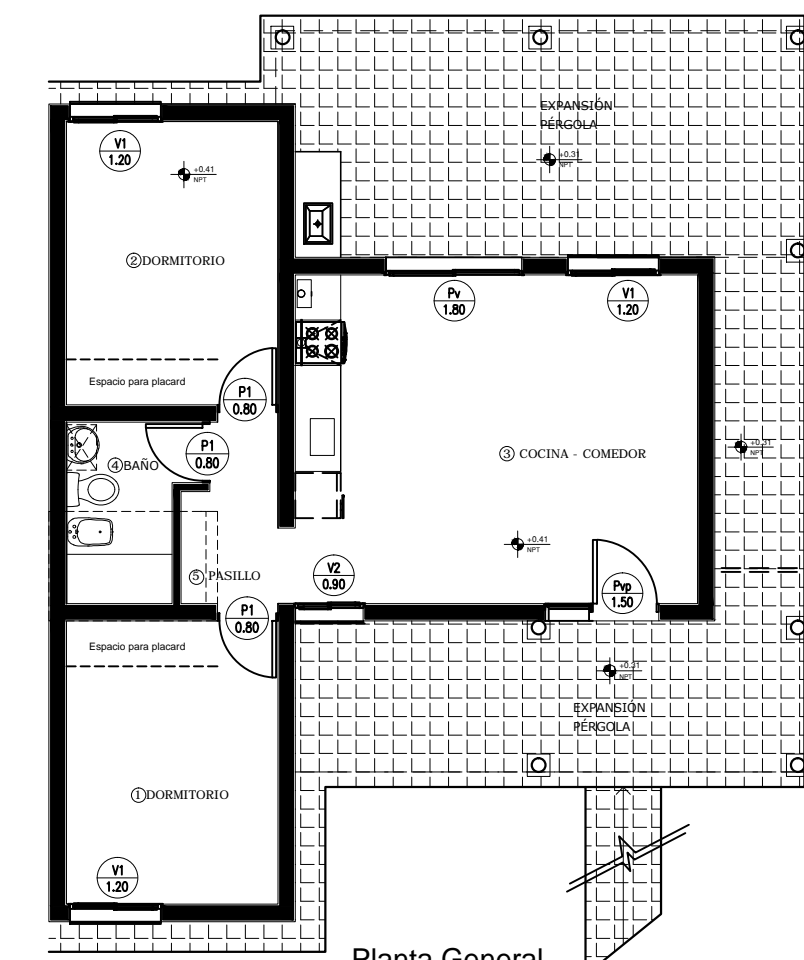 EXPANSIÓN
PÉRGOLA
V1
1.20
+0.31
NPT
+0.41
NPT
②DORMITORIO
Pv
1.80
V1
1.20
Espacio para placard
P1
0.80
P1
0.80
④BAÑO
③ COCINA - COMEDOR
+0.31
NPT
+0.41
NPT
⑤ PASILLO
V2
0.90
Pvp
1.50
P1
0.80
Espacio para placard
+0.31
NPT
EXPANSIÓN
PÉRGOLA
①DORMITORIO
V1
1.20
Planta General